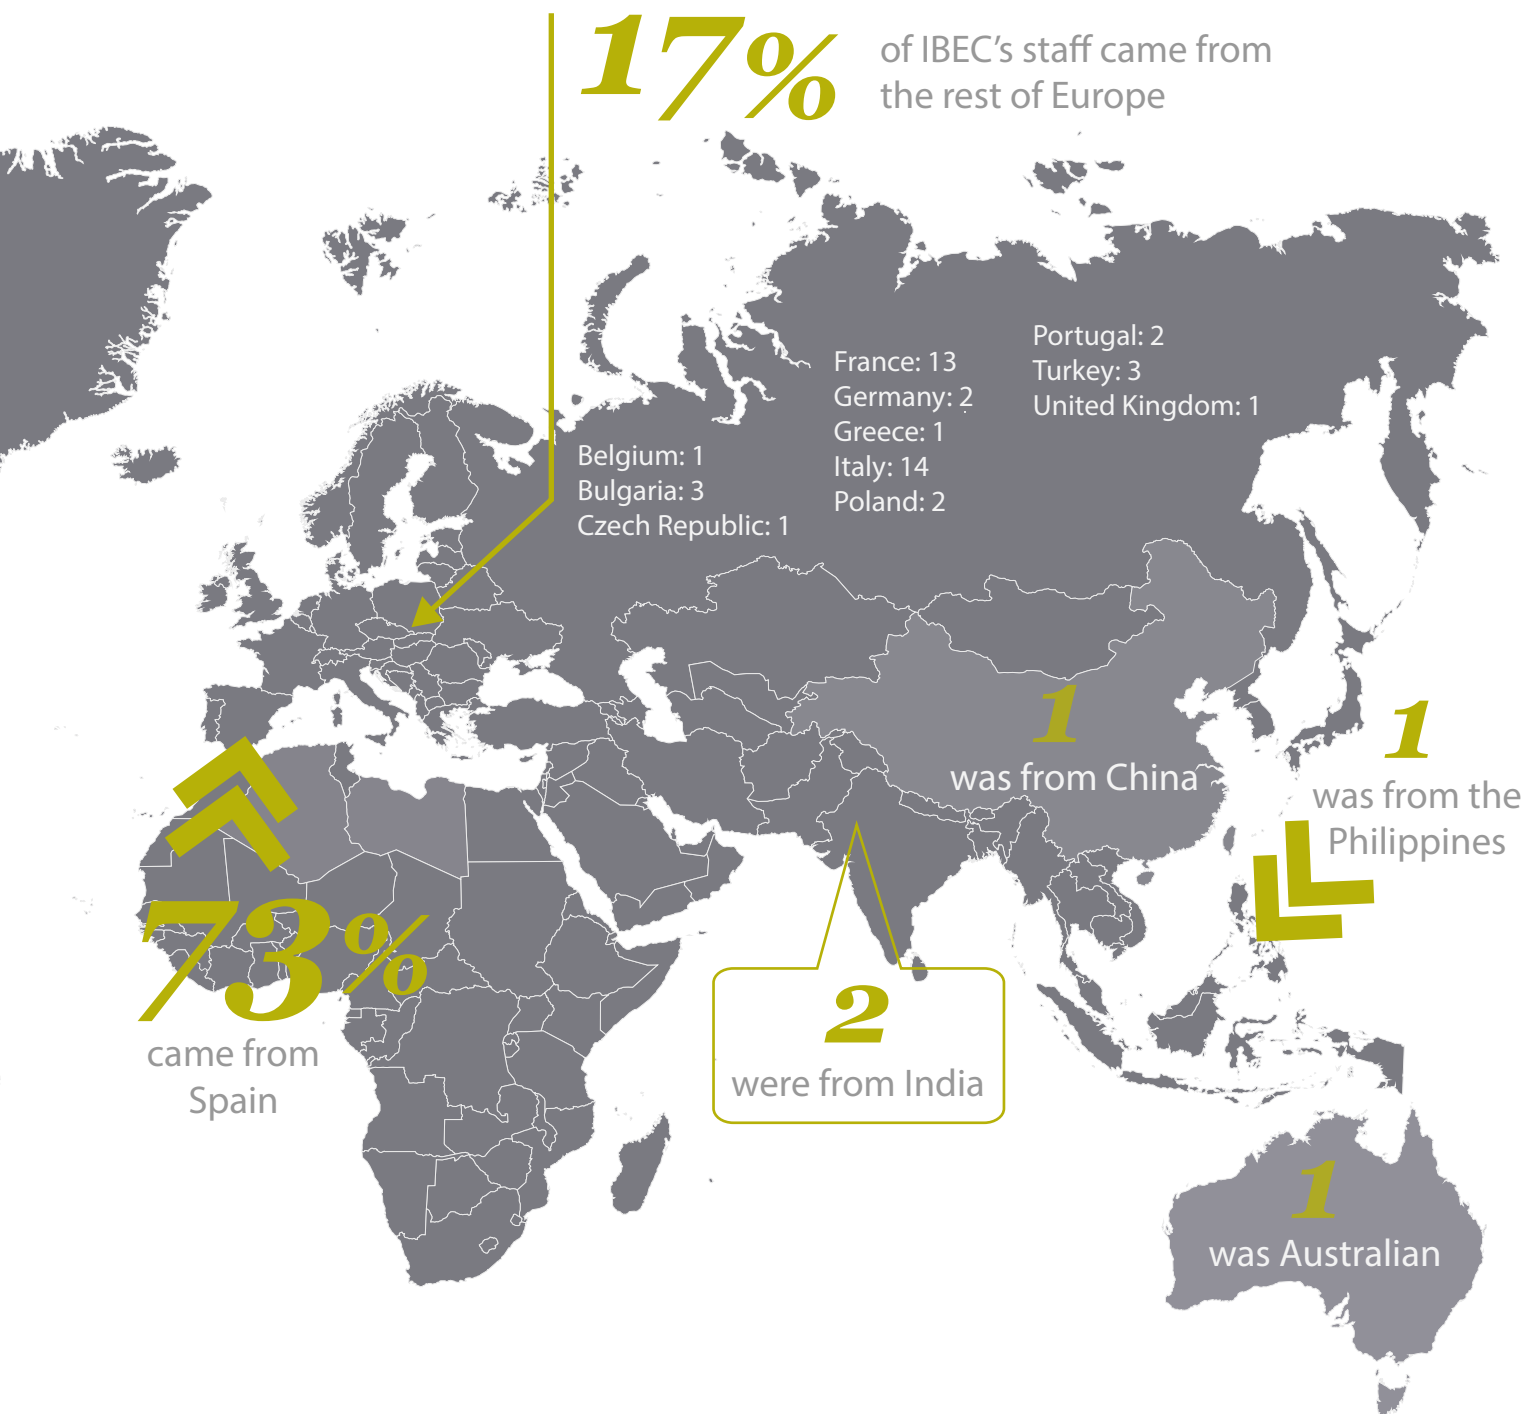 17%
of IBEC’s staff came from
the rest of Europe
Belgium: 1
Bulgaria: 3
Czech Republic: 1
France: 13
Germany: 2
Greece: 1
Italy: 14
Poland: 2
Portugal: 2
Turkey: 3
United Kingdom: 1
1
was from China
1
was from the
Philippines
73%
came from
Spain
2
were from India
1
was Australian